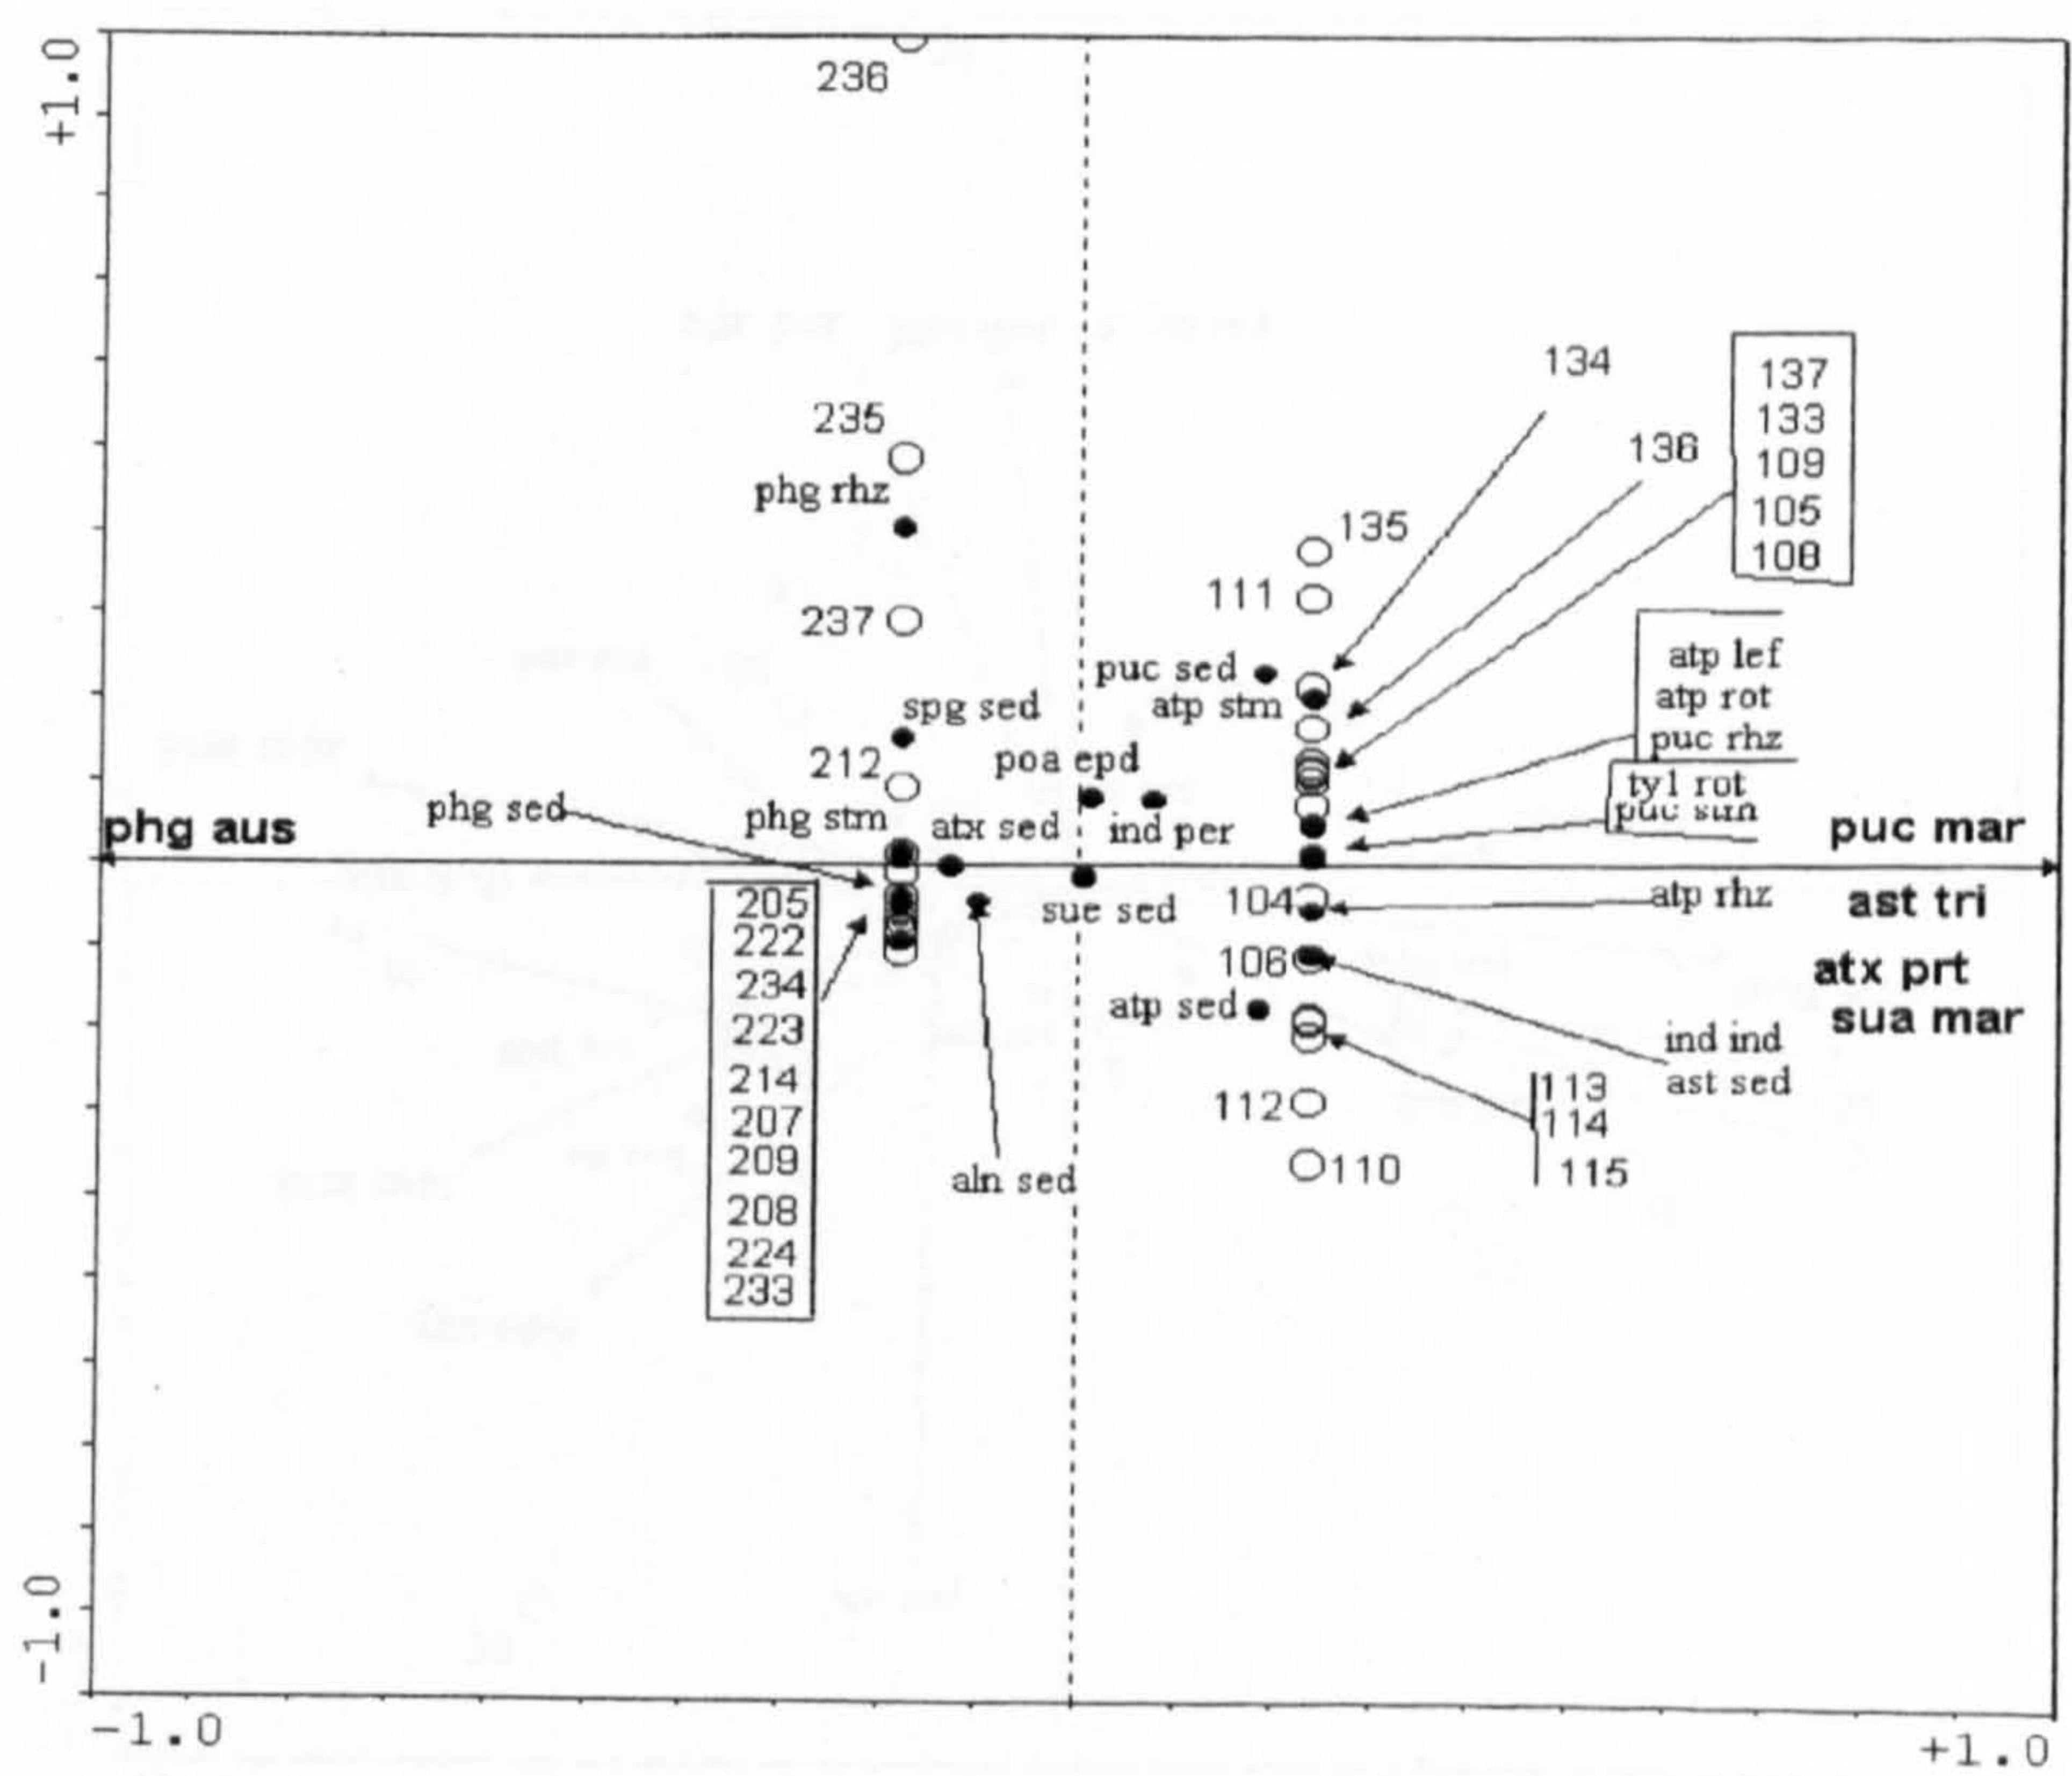 +1.0
236
134
137
133
109
105
108
235
136
phg rhz
135
111
237
puc sed
atp lef
spg sed
atp stm
atp rot
puc rhz
212
poa epd
tyl rot
puc stm
phg aus
phg sed
phg stm
atx sed
ind per
puc mar
205
222
234
223
214
207
209
208
224
233
sue sed
104
atp rhz
ast tri
106
atx prt
atp sed
sua mar
ind ind
ast sed
112
113
114
115
aln sed
110
-1.0
-1.0
+1.0